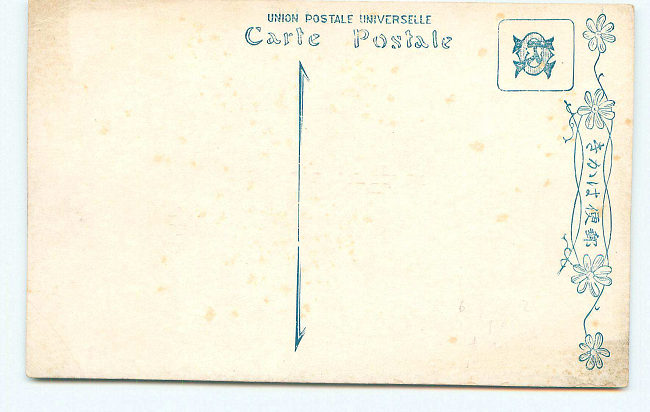 UNION POSTALE UNIVERSELLE
Carte Postale
きかは便郵